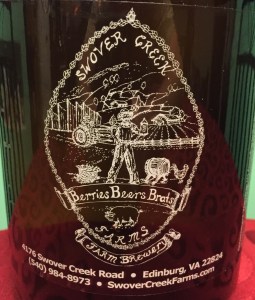 SWOVER CREEK
Berries Beers Brats
FARMS
FARM BREWERY
4176 Swover Creek Road • Edinburg, VA 22824
(540) 984-8973 • SwoverCreekFarms.com